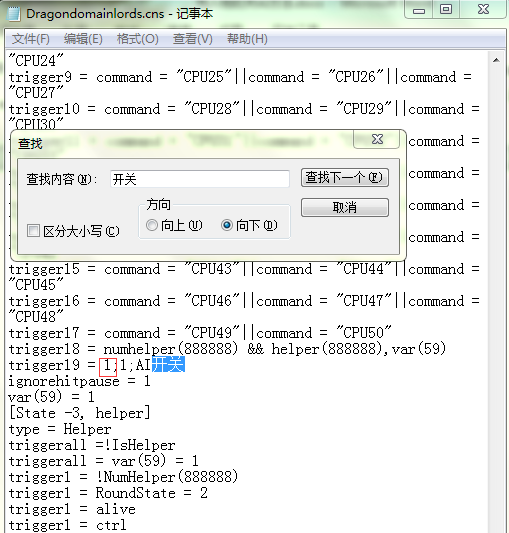 Dragondomainlords.cns - 记事本
文件(F) 编辑(E) 格式(O) 查看(V) 帮助(H)
"CPU24"
trigger9 = command = "CPU25"||command = "CPU26"||command =
"CPU27"
trigger10 = command = "CPU28"||command = "CPU29"||command =
"CPU30"
command =
查找
command =
查找内容(N): 开关 查找下一个(F)
方向 取消
command =
区分大小写(C) 向上(U) 向下(D)
command =
trigger15 = command = "CPU43"||command = "CPU44"||command =
"CPU45"
trigger16 = command = "CPU46"||command = "CPU47"||command =
"CPU48"
trigger17 = command = "CPU49"||command = "CPU50"
trigger18 = numhelper(888888) && helper(888888),var(59)
trigger19 = 1;1;AI开关
ignorehitpause = 1
var(59) = 1
[State -3, helper]
type = Helper
triggerall =!IsHelper
triggerall = var(59) = 1
trigger1 = !NumHelper(888888)
trigger1 = RoundState = 2
trigger1 = alive
trigger1 = ctrl